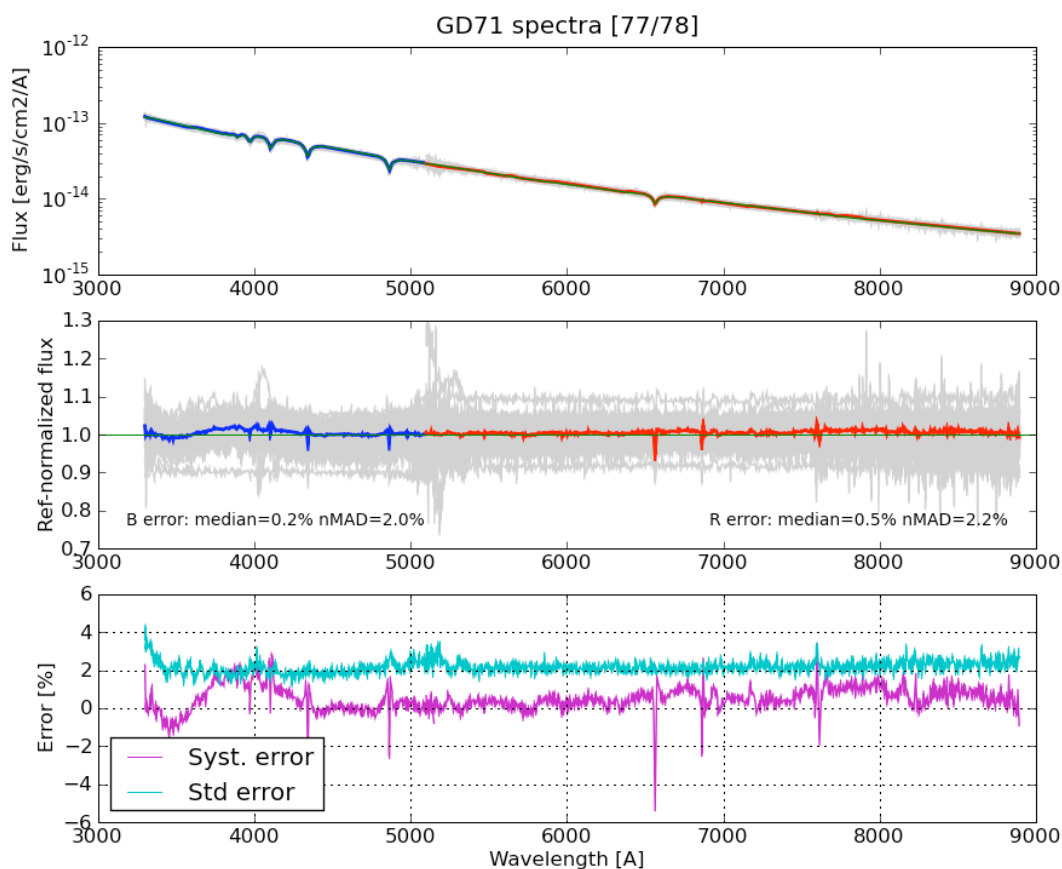 GD71 spectra [77/78]
10^-12
10^-13
10^-14
10^-15
Flux [erg/s/cm2/A]
3000 4000 5000 6000 7000 8000 9000
1.3
1.2
1.1
1.0
0.9
0.8
0.7
Ref-normalized flux
B error: median=0.2% nMAD=2.0%
R error: median=0.5% nMAD=2.2%
3000 4000 5000 6000 7000 8000 9000
6
4
2
0
−2
−4
−6
Error [%]
Syst. error
Std error
3000 4000 5000 6000 7000 8000 9000
Wavelength [A]